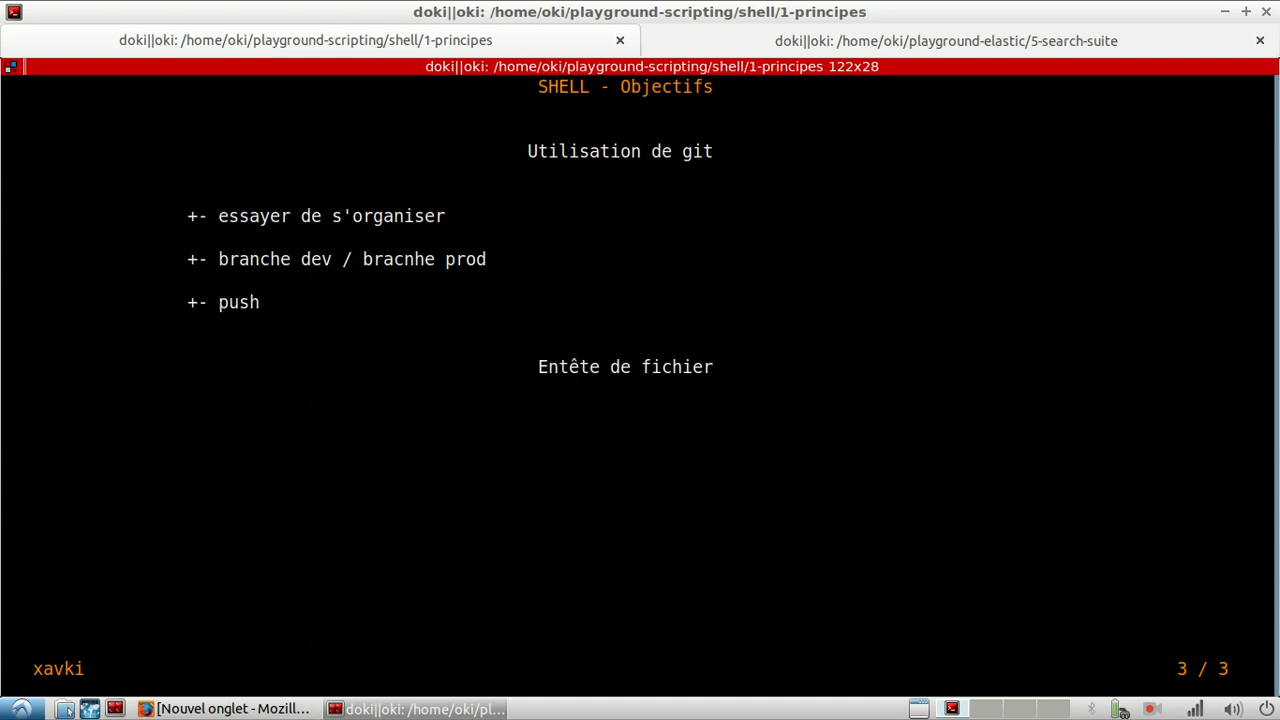 doki||oki: /home/oki/playground-scripting/shell/1-principes
doki||oki: /home/oki/playground-scripting/shell/1-principes
doki||oki: /home/oki/playground-elastic/5-search-suite
doki||oki: /home/oki/playground-scripting/shell/1-principes 122x28
SHELL - Objectifs
Utilisation de git
+- essayer de s'organiser
+- branche dev / bracnhe prod
+- push
Entête de fichier
xavki
3 / 3
[Nouvel onglet - Mozill...
doki||oki: /home/oki/pl...